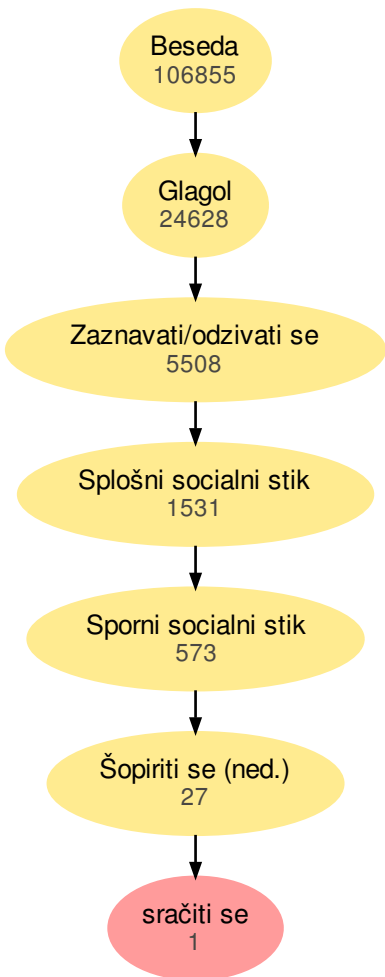 Beseda
106855
Glagol
24628
Zaznavati/odzivati se
5508
Splošni socialni stik
1531
Sporni socialni stik
573
Šopiriti se (ned.)
27
sračiti se
1